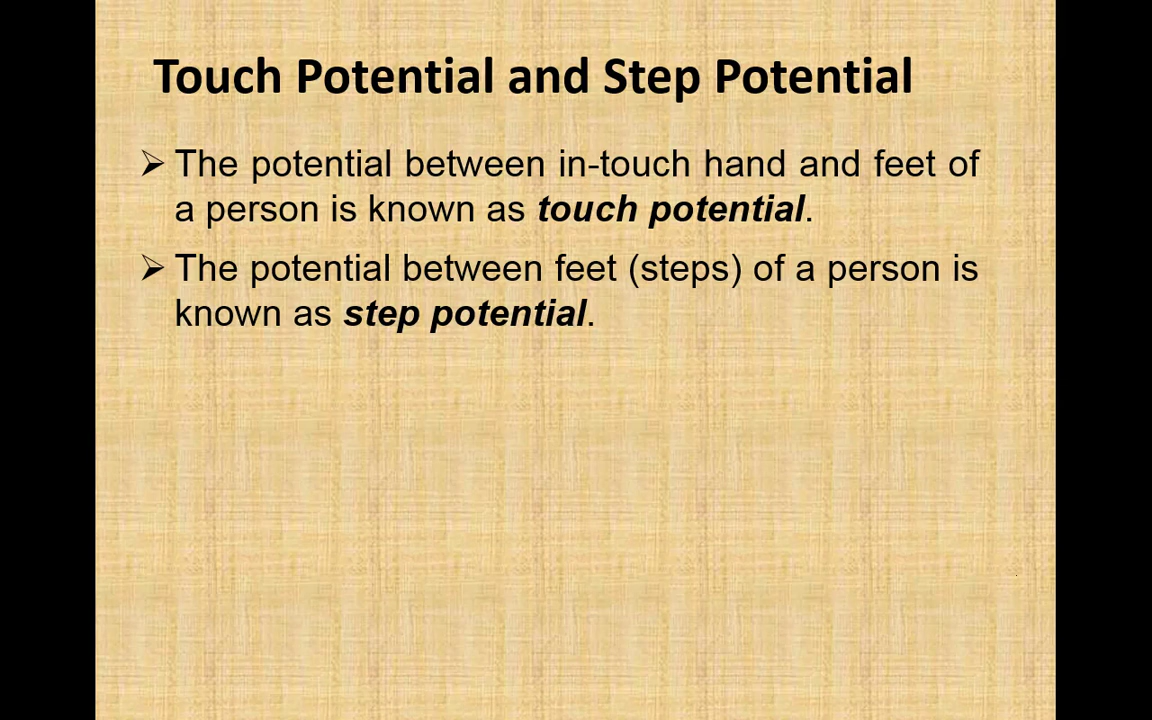 Touch Potential and Step Potential
➢ The potential between in-touch hand and feet of
a person is known as touch potential.
➢ The potential between feet (steps) of a person is
known as step potential.